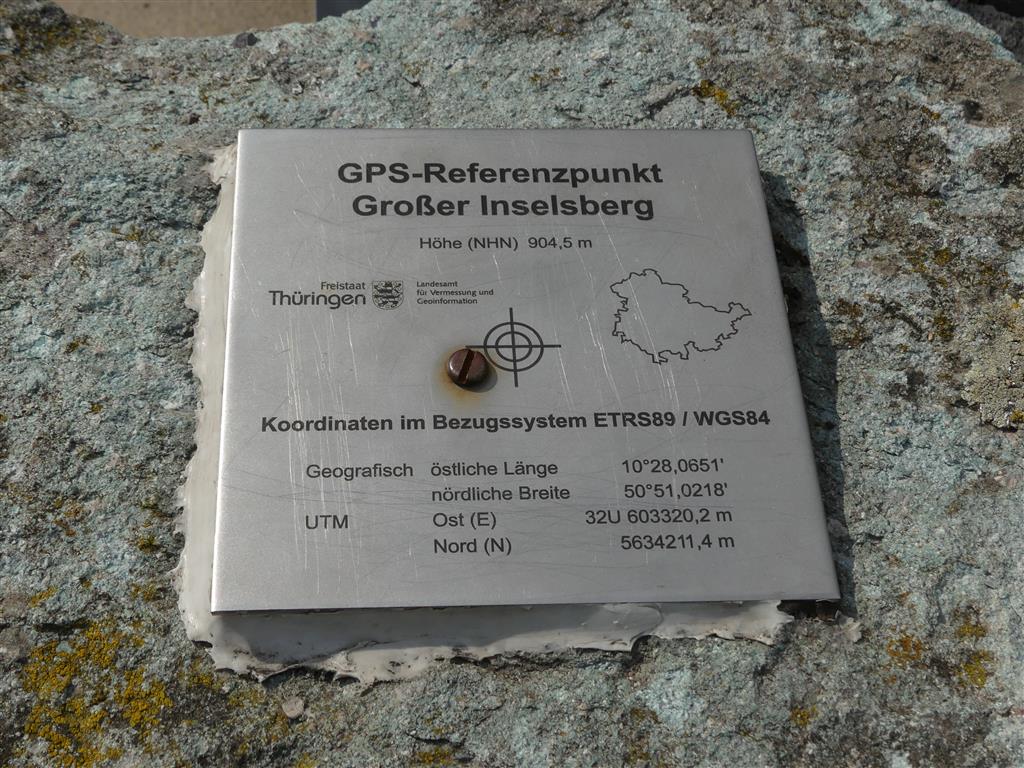 GPS-Referenzpunkt
Großer Inselsberg
Höhe (NHN) 904,5 m
Freistaat
Thüringen
Landesamt
für Vermessung und
Geoinformation
Koordinaten im Bezugssystem ETRS89 / WGS84
Geografisch östliche Länge 10°28,0651'
nördliche Breite 50°51,0218'
UTM Ost (E) 32U 603320,2 m
Nord (N) 5634211,4 m